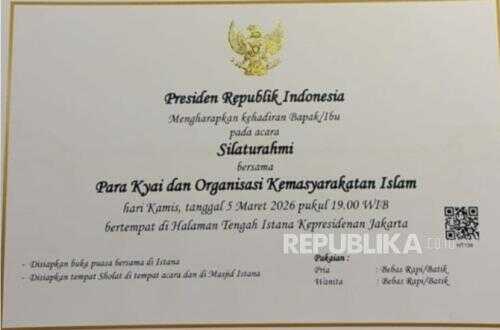 Presiden Republik Indonesia
Mengharapkan kehadiran Bapak/Ibu
pada acara
Silaturahmi
bersama
Para Kyai dan Organisasi Kemasyarakatan Islam
hari Kamis, tanggal 5 Maret 2026 pukul 19.00 WIB
bertempat di Halaman Tengah Istana Kepresidenan Jakarta
REPUBLIKA
- Disiapkan buka puasa bersama di Istana
- Disiapkan tempat Sholat di tempat acara dan di Masjid Istana
Pakaian :
Pria : Bebas Rapi/Batik
Wanita : Bebas Rapi/Batik